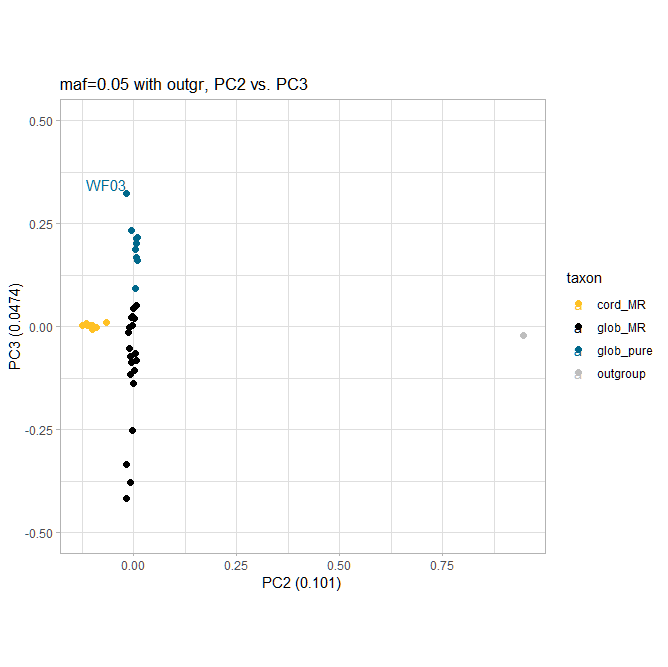 maf=0.05 with outgr, PC2 vs. PC3
0.50
0.25
0.00
-0.25
-0.50
PC3 (0.0474)
WF03
0.00 0.25 0.50 0.75
PC2 (0.101)
taxon
a cord_MR
a glob_MR
a glob_pure
a outgroup